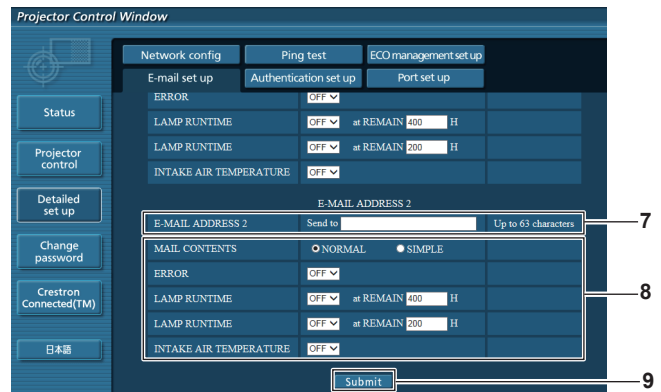 Projector Control Window
Network config Ping test ECO management set up
E-mail set up Authentication set up Port set up
Status
Projector control
Detailed set up
Change password
Crestron Connected(TM)
日本語
ERROR OFF
LAMP RUNTIME OFF at REMAIN 400 H
LAMP RUNTIME OFF at REMAIN 200 H
INTAKE AIR TEMPERATURE OFF
E-MAIL ADDRESS 2
E-MAIL ADDRESS 2 Send to Up to 63 characters 7
MAIL CONTENTS NORMAL SIMPLE
ERROR OFF
LAMP RUNTIME OFF at REMAIN 400 H 8
LAMP RUNTIME OFF at REMAIN 200 H
INTAKE AIR TEMPERATURE OFF
Submit 9